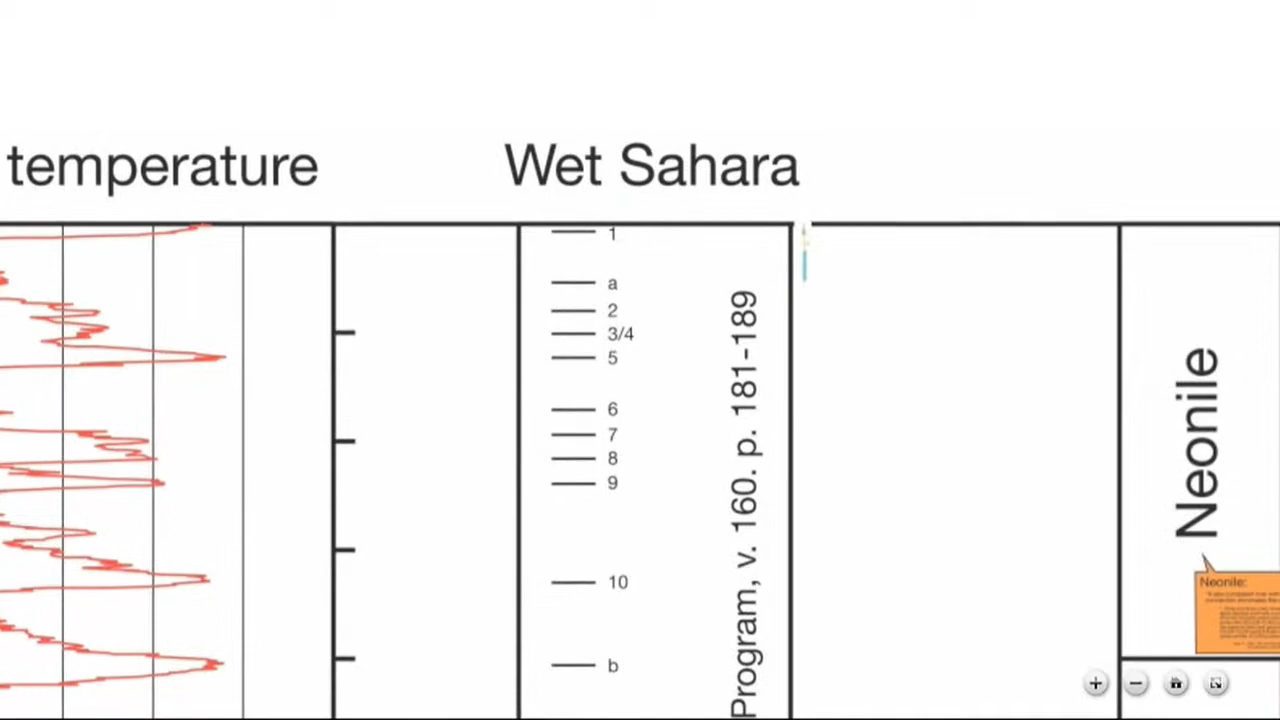 temperature
Wet Sahara
1
a
2
3/4
5
6
7
8
9
10
b
Program, v. 160. p. 181-189
Neonile
Neonile: